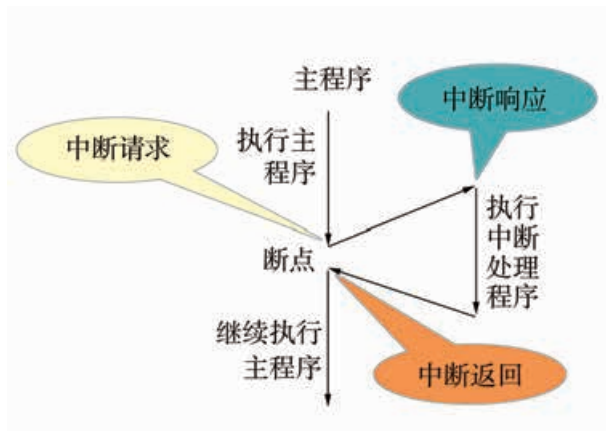 主程序
中断响应
中断请求
执行主
程序
执行
中断
处理
程序
断点
继续执行
主程序
中断返回